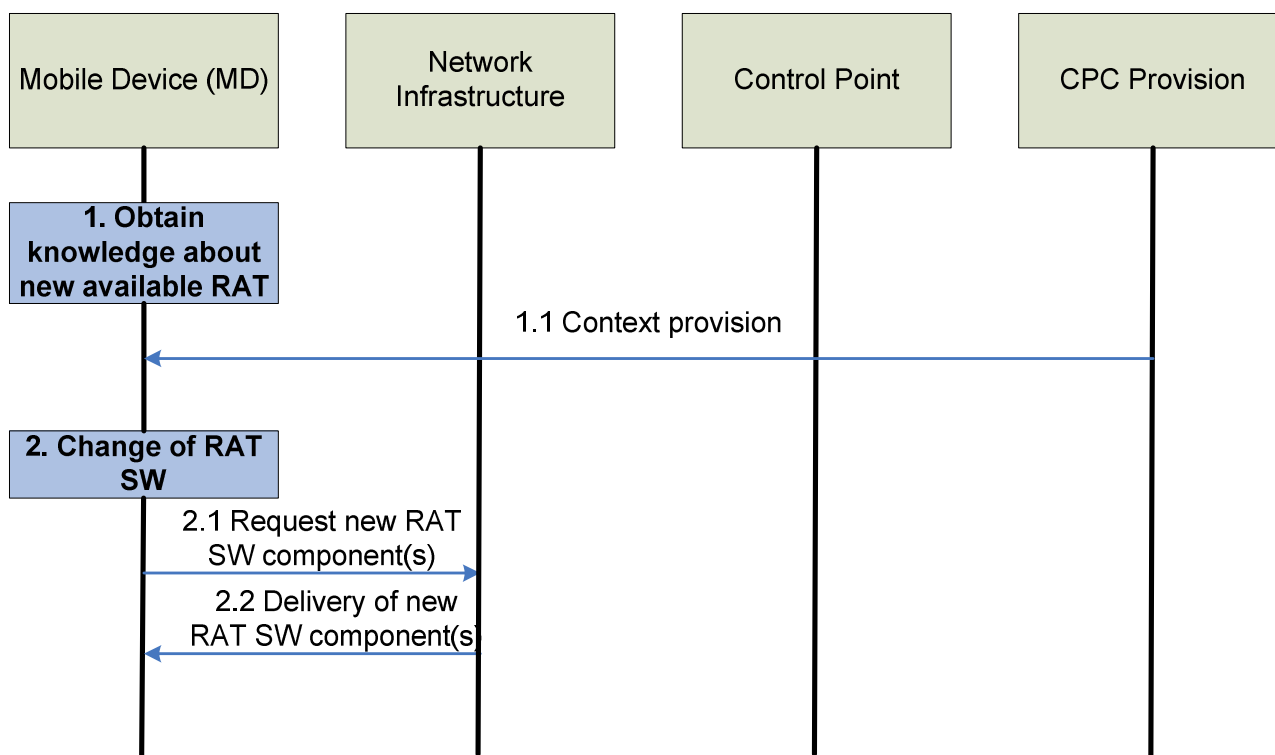 Mobile Device (MD)
Network
Infrastructure
Control Point
CPC Provision
1. Obtain
knowledge about
new available RAT
1.1 Context provision
2. Change of RAT
SW
2.1 Request new RAT
SW component(s)
2.2 Delivery of new
RAT SW component(s)